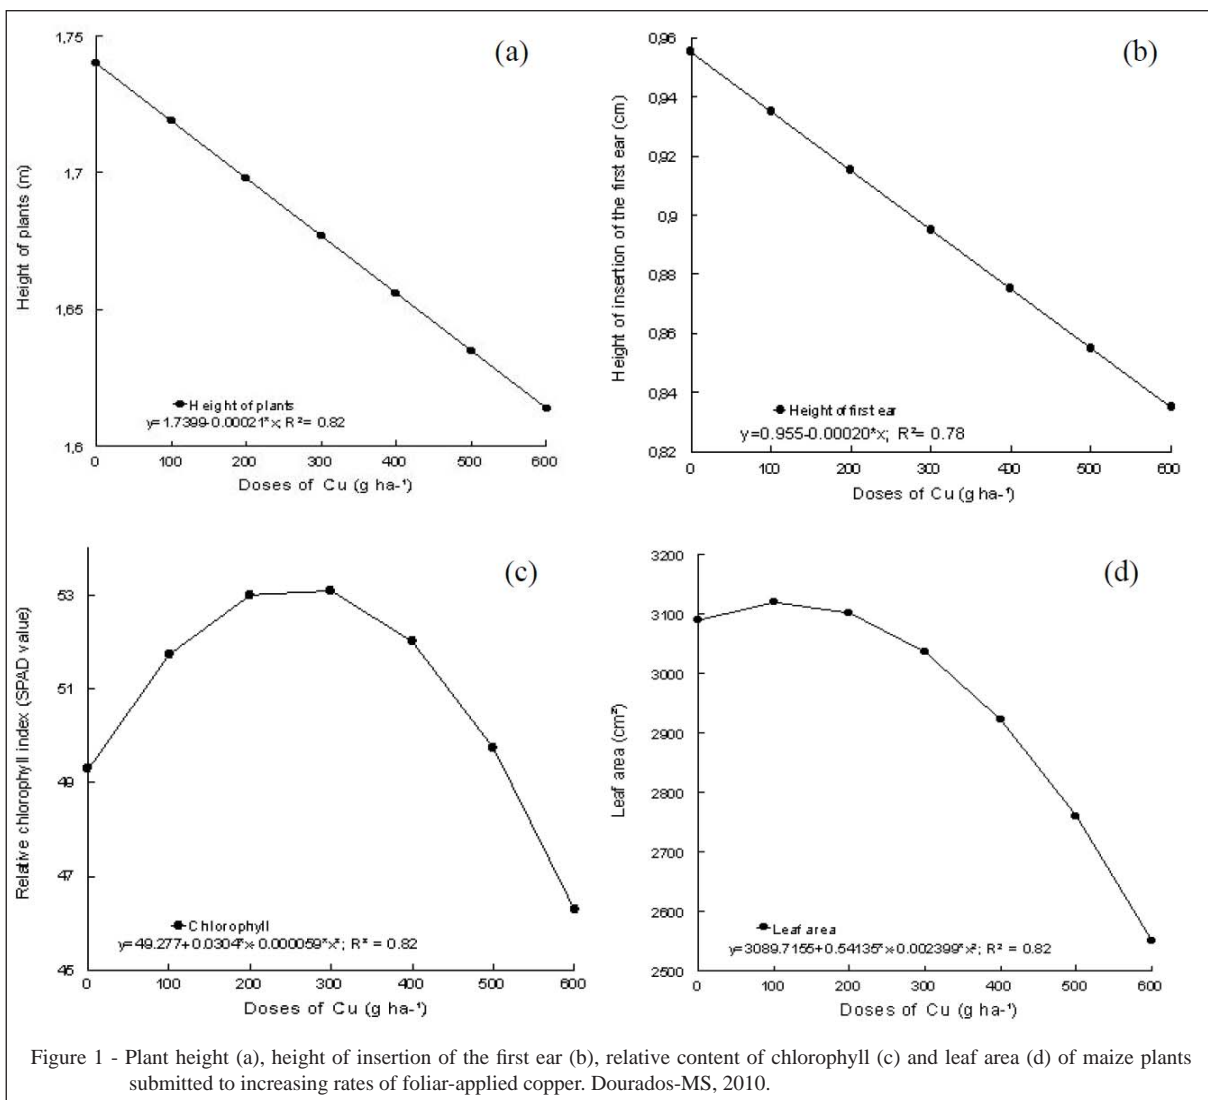 (a)
Height of plants (m)
1,75
1,7
1,65
1,6
Height of plants
y=1.7399-0.00021*x; R²= 0.82
0 100 200 300 400 500 600
Doses of Cu (g ha-¹)
(b)
Height of insertion of the first ear (cm)
0,96
0,94
0,92
0,9
0,88
0,86
0,84
0,82
Height of first ear
y=0.955-0.00020*x; R²= 0.78
0 100 200 300 400 500 600
Doses of Cu (g ha-¹)
(c)
Relative chlorophyll index (SPAD value)
53
51
49
47
45
Chlorophyll
y=49.277+0.0304*x-0.000059*x²; R² = 0.82
0 100 200 300 400 500 600
Doses of Cu (g ha-¹)
(d)
Leaf area (cm²)
3200
3100
3000
2900
2800
2700
2600
2500
Leaf area
y=3089.7155+0.54135*x-0.002399*x²; R² = 0.82
0 100 200 300 400 500 600
Doses of Cu (g ha-¹)
Figure 1 - Plant height (a), height of insertion of the first ear (b), relative content of chlorophyll (c) and leaf area (d) of maize plants
submitted to increasing rates of foliar-applied copper. Dourados-MS, 2010.